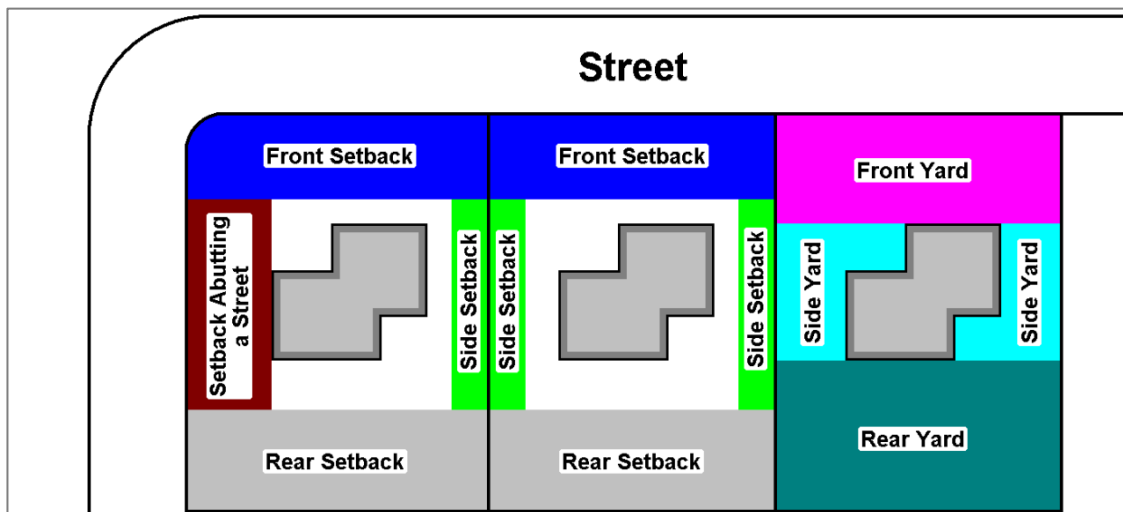 Street
Front Setback
Front Setback
Front Yard
Setback Abutting
a Street
Side Setback
Side Setback
Side Setback
Side Yard
Side Yard
Rear Setback
Rear Setback
Rear Yard